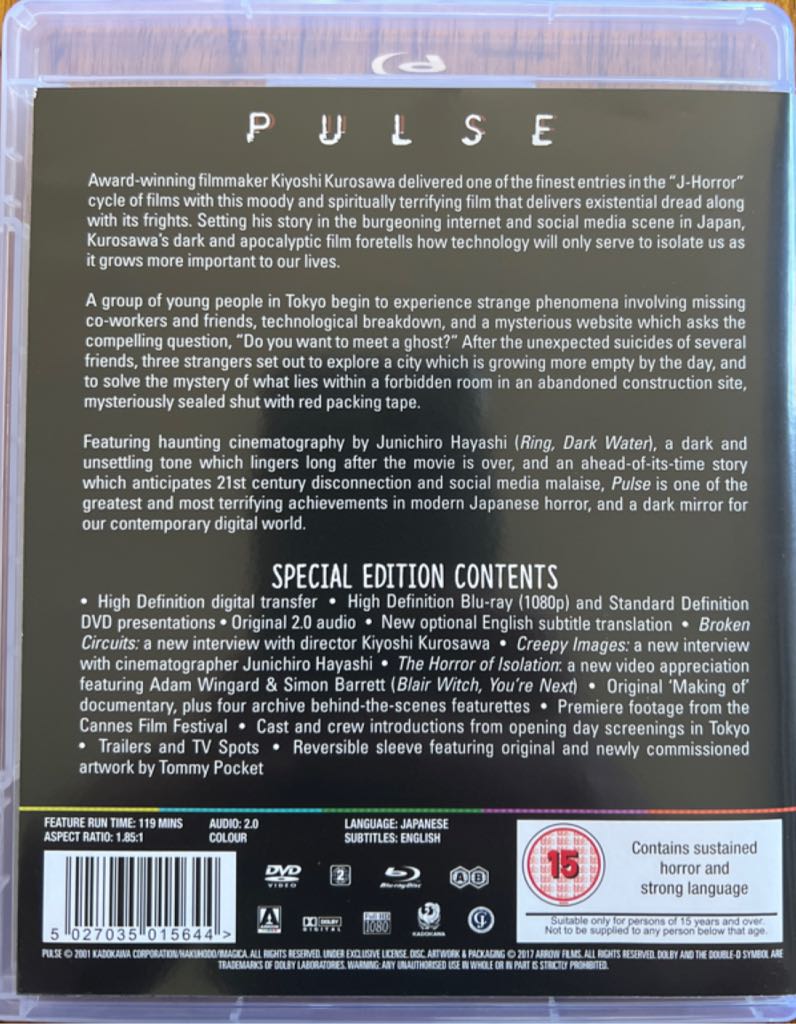 PULSE
Award-winning filmmaker Kiyoshi Kurosawa delivered one of the finest entries in the "J-Horror"
cycle of films with this moody and spiritually terrifying film that delivers existential dread along
with its frights. Setting his story in the burgeoning internet and social media scene in Japan,
Kurosawa's dark and apocalyptic film foretells how technology will only serve to isolate us as
it grows more important to our lives.
A group of young people in Tokyo begin to experience strange phenomena involving missing
co-workers and friends, technological breakdown, and a mysterious website which asks the
compelling question, "Do you want to meet a ghost?" After the unexpected suicides of several
friends, three strangers set out to explore a city which is growing more empty by the day, and
to solve the mystery of what lies within a forbidden room in an abandoned construction site,
mysteriously sealed shut with red packing tape.
Featuring haunting cinematography by Junichiro Hayashi (Ring, Dark Water), a dark and
unsettling tone which lingers long after the movie is over, and an ahead-of-its-time story
which anticipates 21st century disconnection and social media malaise, Pulse is one of the
greatest and most terrifying achievements in modern Japanese horror, and a dark mirror for
our contemporary digital world.
SPECIAL EDITION CONTENTS
• High Definition digital transfer • High Definition Blu-ray (1080p) and Standard Definition
DVD presentations • Original 2.0 audio • New optional English subtitle translation • Broken
Circuits: a new interview with director Kiyoshi Kurosawa • Creepy Images: a new interview
with cinematographer Junichiro Hayashi • The Horror of Isolation: a new video appreciation
featuring Adam Wingard & Simon Barrett (Blair Witch, You're Next) • Original 'Making of'
documentary, plus four archive behind-the-scenes featurettes • Premiere footage from the
Cannes Film Festival • Cast and crew introductions from opening day screenings in Tokyo
• Trailers and TV Spots • Reversible sleeve featuring original and newly commissioned
artwork by Tommy Pocket
FEATURE RUN TIME: 119 MINS AUDIO: 2.0 LANGUAGE: JAPANESE
ASPECT RATIO: 1.85:1 COLOUR SUBTITLES: ENGLISH
15
Contains sustained
horror and
strong language
Suitable only for persons of 15 years and over.
Not to be supplied to any person below that age.
DVD VIDEO 2 Blu-ray Disc A B
ARROW DOLBY DIGITAL Full HD 1080 KADOKAWA
5 027035 015644 >
PULSE © 2001 KADOKAWA CORPORATION/HAKUHODO/IMAGICA. ALL RIGHTS RESERVED. UNDER EXCLUSIVE LICENSE. DISC, ARTWORK & PACKAGING © 2017 ARROW FILMS. ALL RIGHTS RESERVED. DOLBY AND THE DOUBLE-D SYMBOL ARE
TRADEMARKS OF DOLBY LABORATORIES. WARNING: ANY UNAUTHORISED USE IN WHOLE OR IN PART IS STRICTLY PROHIBITED.